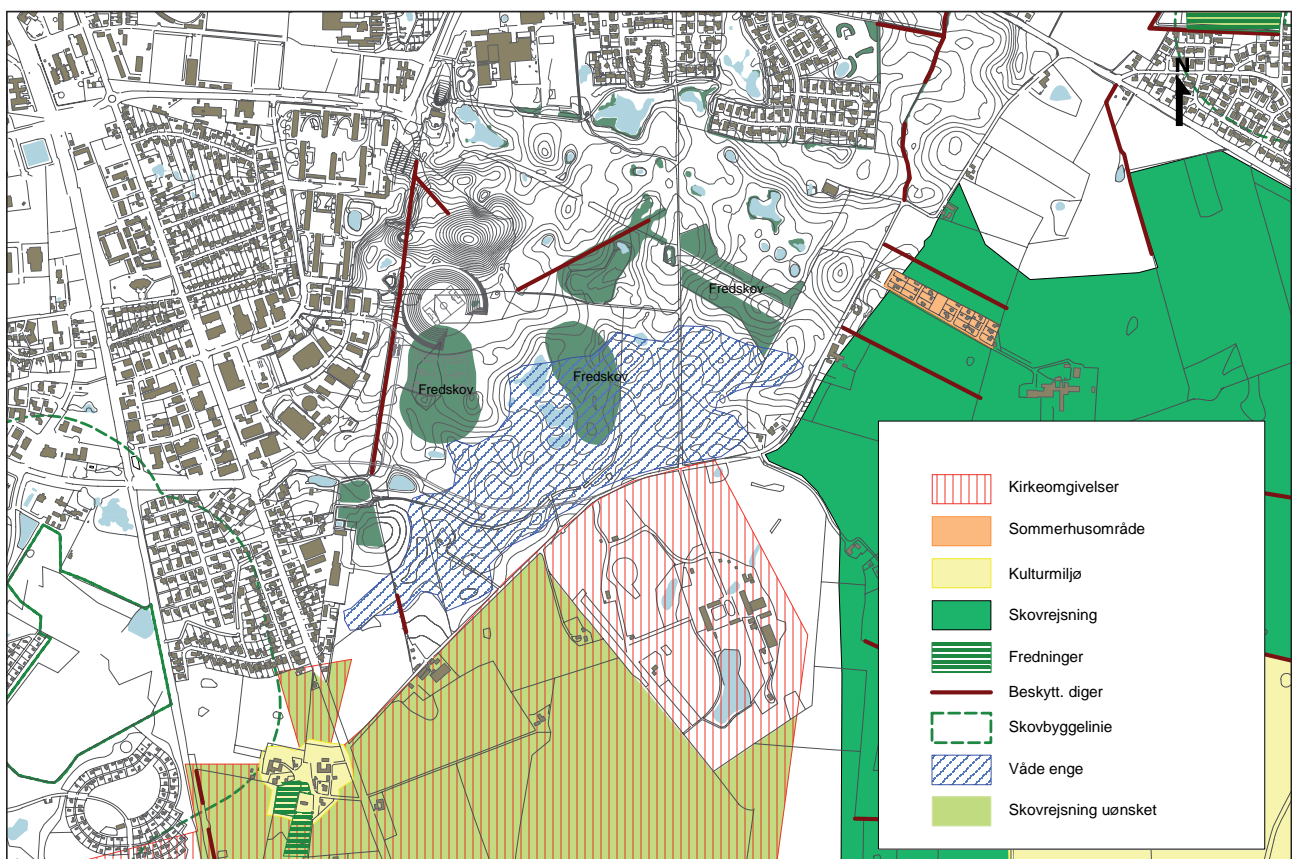 N
Fredskov
Fredskov
Fredskov
Kirkeomgivelser
Sommerhusområde
Kulturmiljø
Skovrejsning
Fredninger
Beskytt. diger
Skovbyggelinie
Våde enge
Skovrejsning uønsket